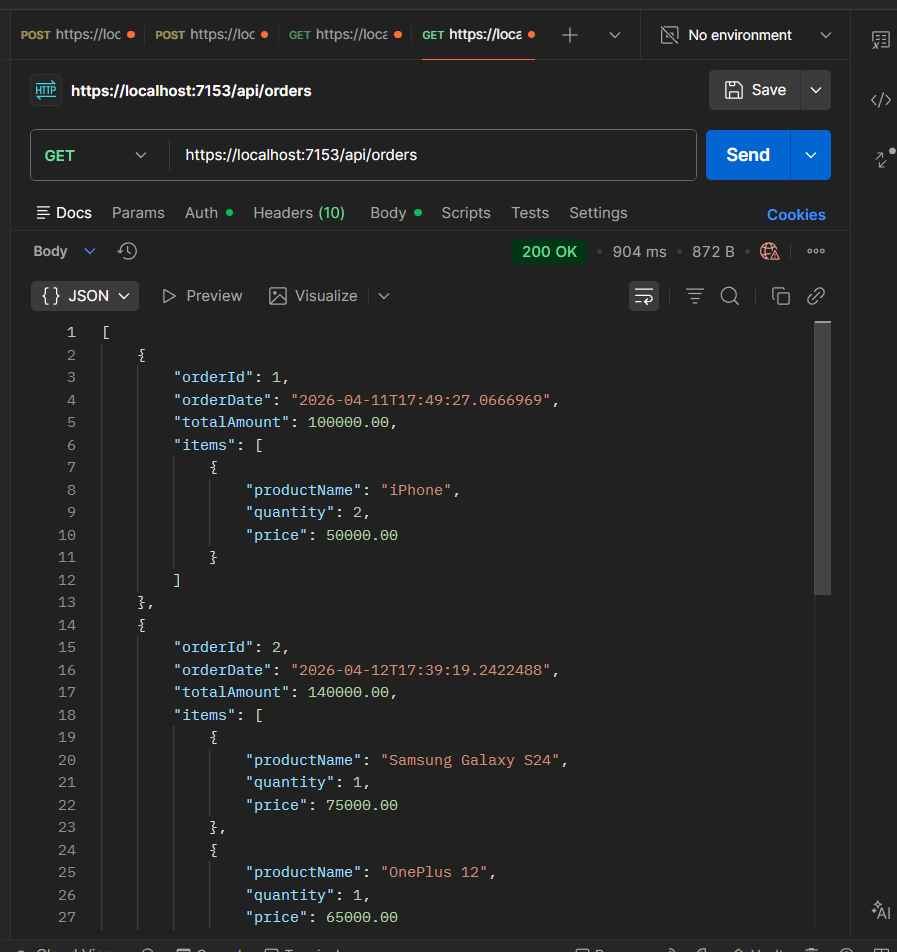 POST https://loc POST https://loc GET https://loca GET https://loca No environment
HTTP https://localhost:7153/api/orders Save
GET https://localhost:7153/api/orders Send
Docs Params Auth Headers (10) Body Scripts Tests Settings Cookies
Body 200 OK 904 ms 872 B
{} JSON Preview Visualize
1 [
2 {
3 "orderId": 1,
4 "orderDate": "2026-04-11T17:49:27.0666969",
5 "totalAmount": 100000.00,
6 "items": [
7 {
8 "productName": "iPhone",
9 "quantity": 2,
10 "price": 50000.00
11 }
12 ]
13 },
14 {
15 "orderId": 2,
16 "orderDate": "2026-04-12T17:39:19.2422488",
17 "totalAmount": 140000.00,
18 "items": [
19 {
20 "productName": "Samsung Galaxy S24",
21 "quantity": 1,
22 "price": 75000.00
23 },
24 {
25 "productName": "OnePlus 12",
26 "quantity": 1,
27 "price": 65000.00
AI